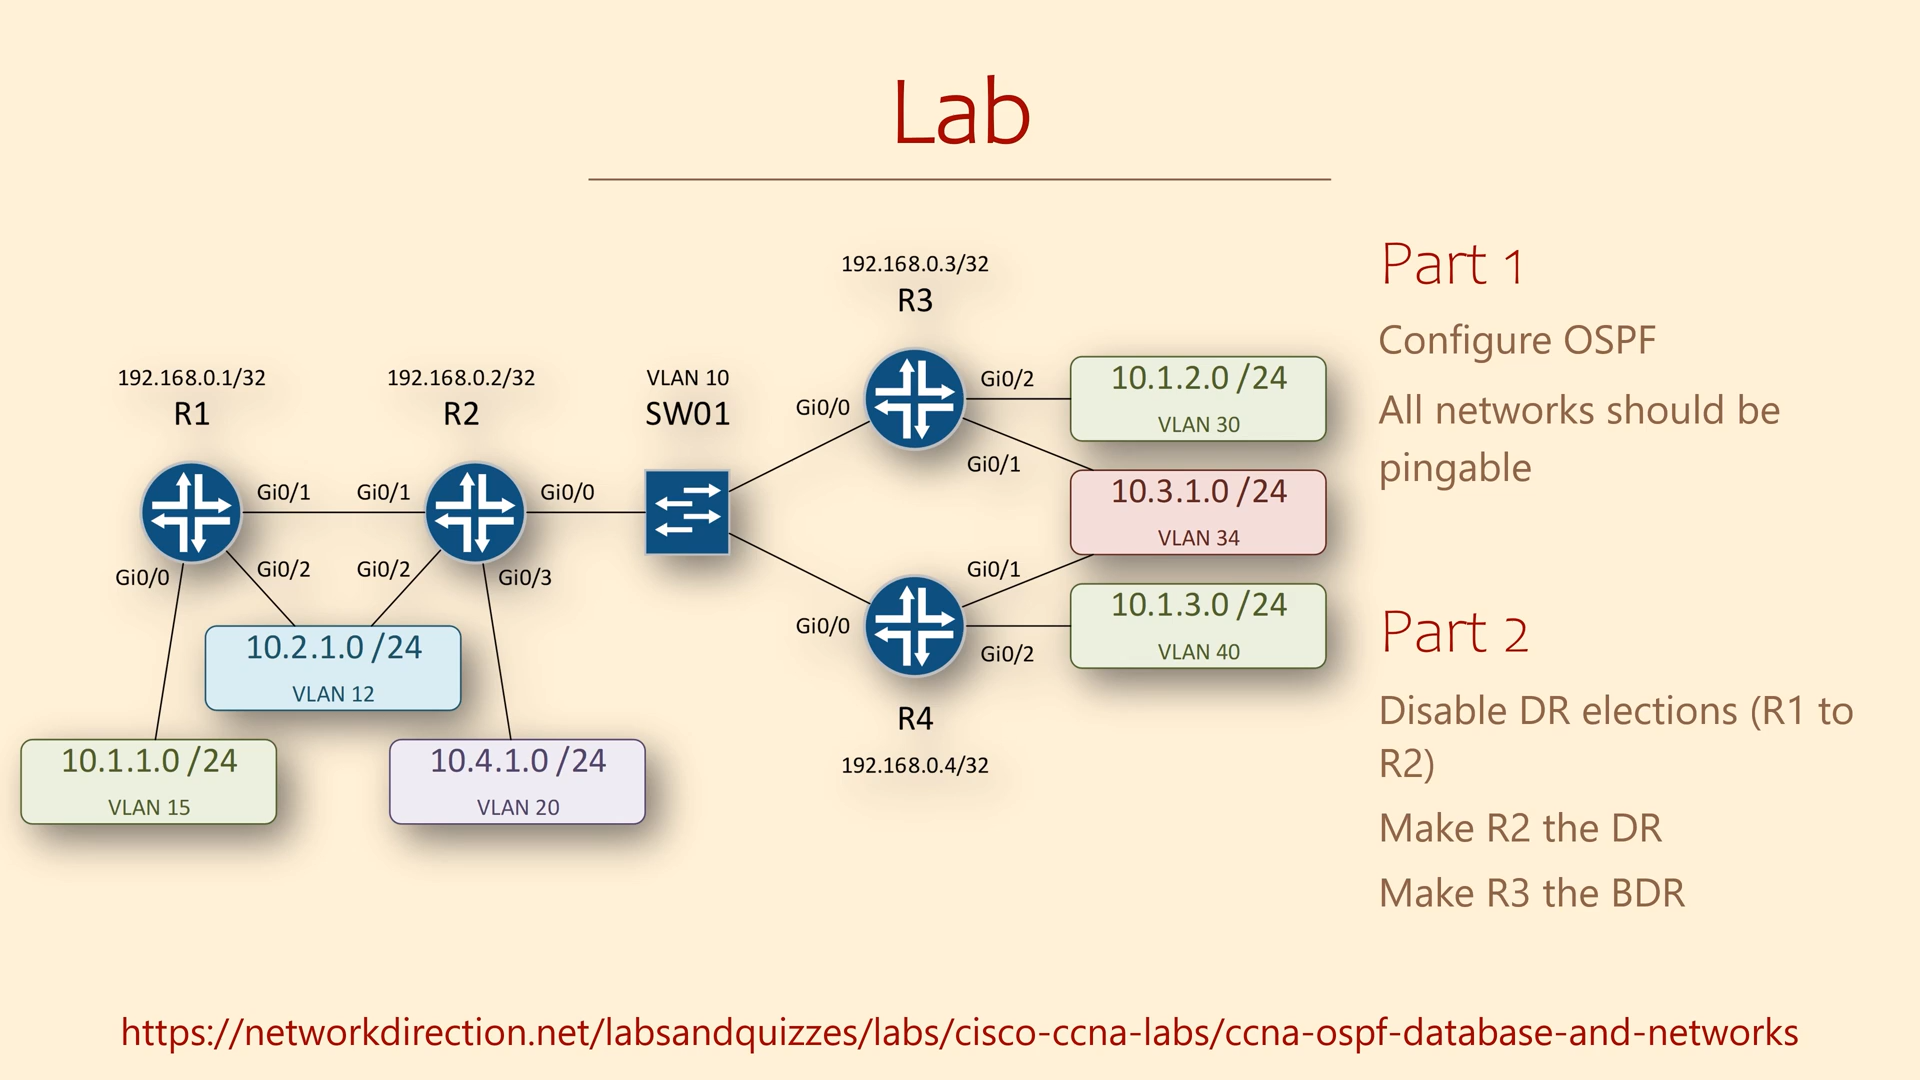 Lab
192.168.0.3/32
R3
192.168.0.1/32
R1
192.168.0.2/32
R2
VLAN 10
SW01
Gi0/0
Gi0/2
Gi0/1
10.1.2.0 /24
VLAN 30
Gi0/1
Gi0/1
Gi0/0
10.3.1.0 /24
VLAN 34
Gi0/0
Gi0/2
Gi0/2
Gi0/3
Gi0/1
Gi0/0
Gi0/2
10.1.3.0 /24
VLAN 40
10.2.1.0 /24
VLAN 12
R4
192.168.0.4/32
10.1.1.0 /24
VLAN 15
10.4.1.0 /24
VLAN 20
Part 1
Configure OSPF
All networks should be
pingable
Part 2
Disable DR elections (R1 to
R2)
Make R2 the DR
Make R3 the BDR
https://networkdirection.net/labsandquizzes/labs/cisco-ccna-labs/ccna-ospf-database-and-networks